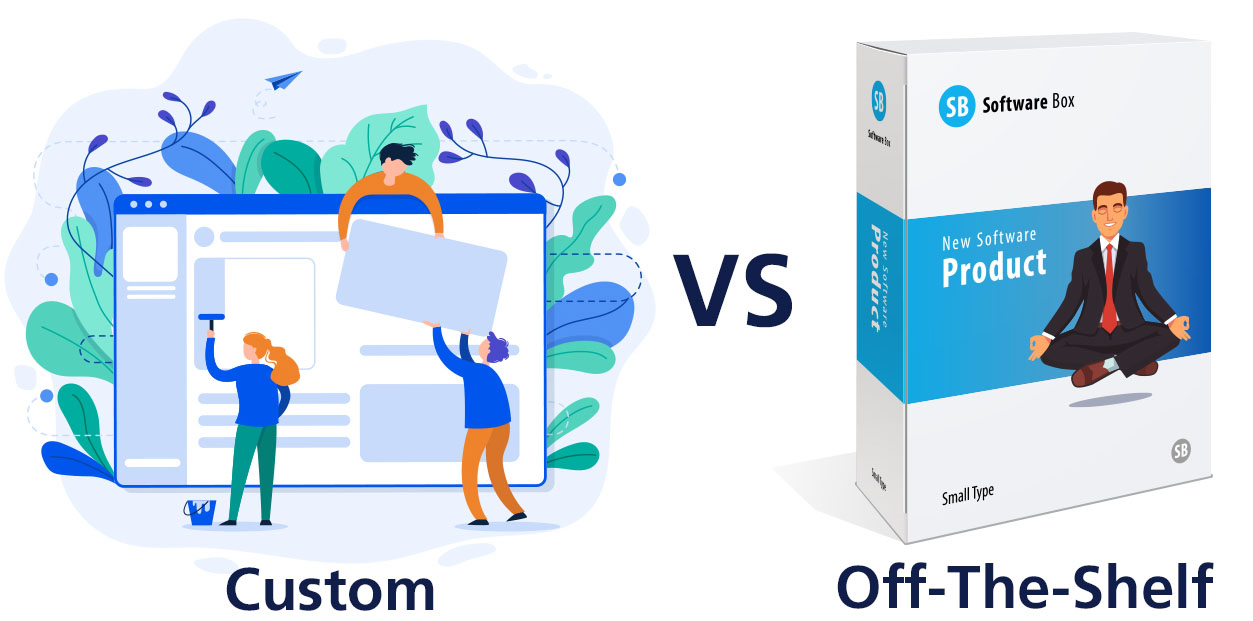 SB Software Box
SB
Software Box
New Software
Product
New Software
Product
VS
SB
Small Type
Small Type
Custom
Off-The-Shelf